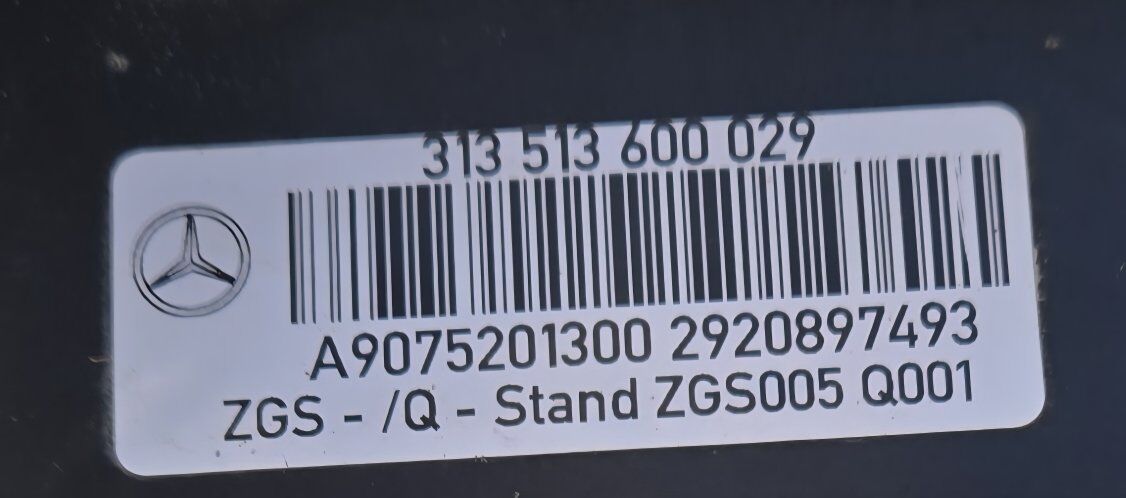 313 513 600 029
A9075201300 2920897493
ZGS - /Q - Stand ZGS005 Q001